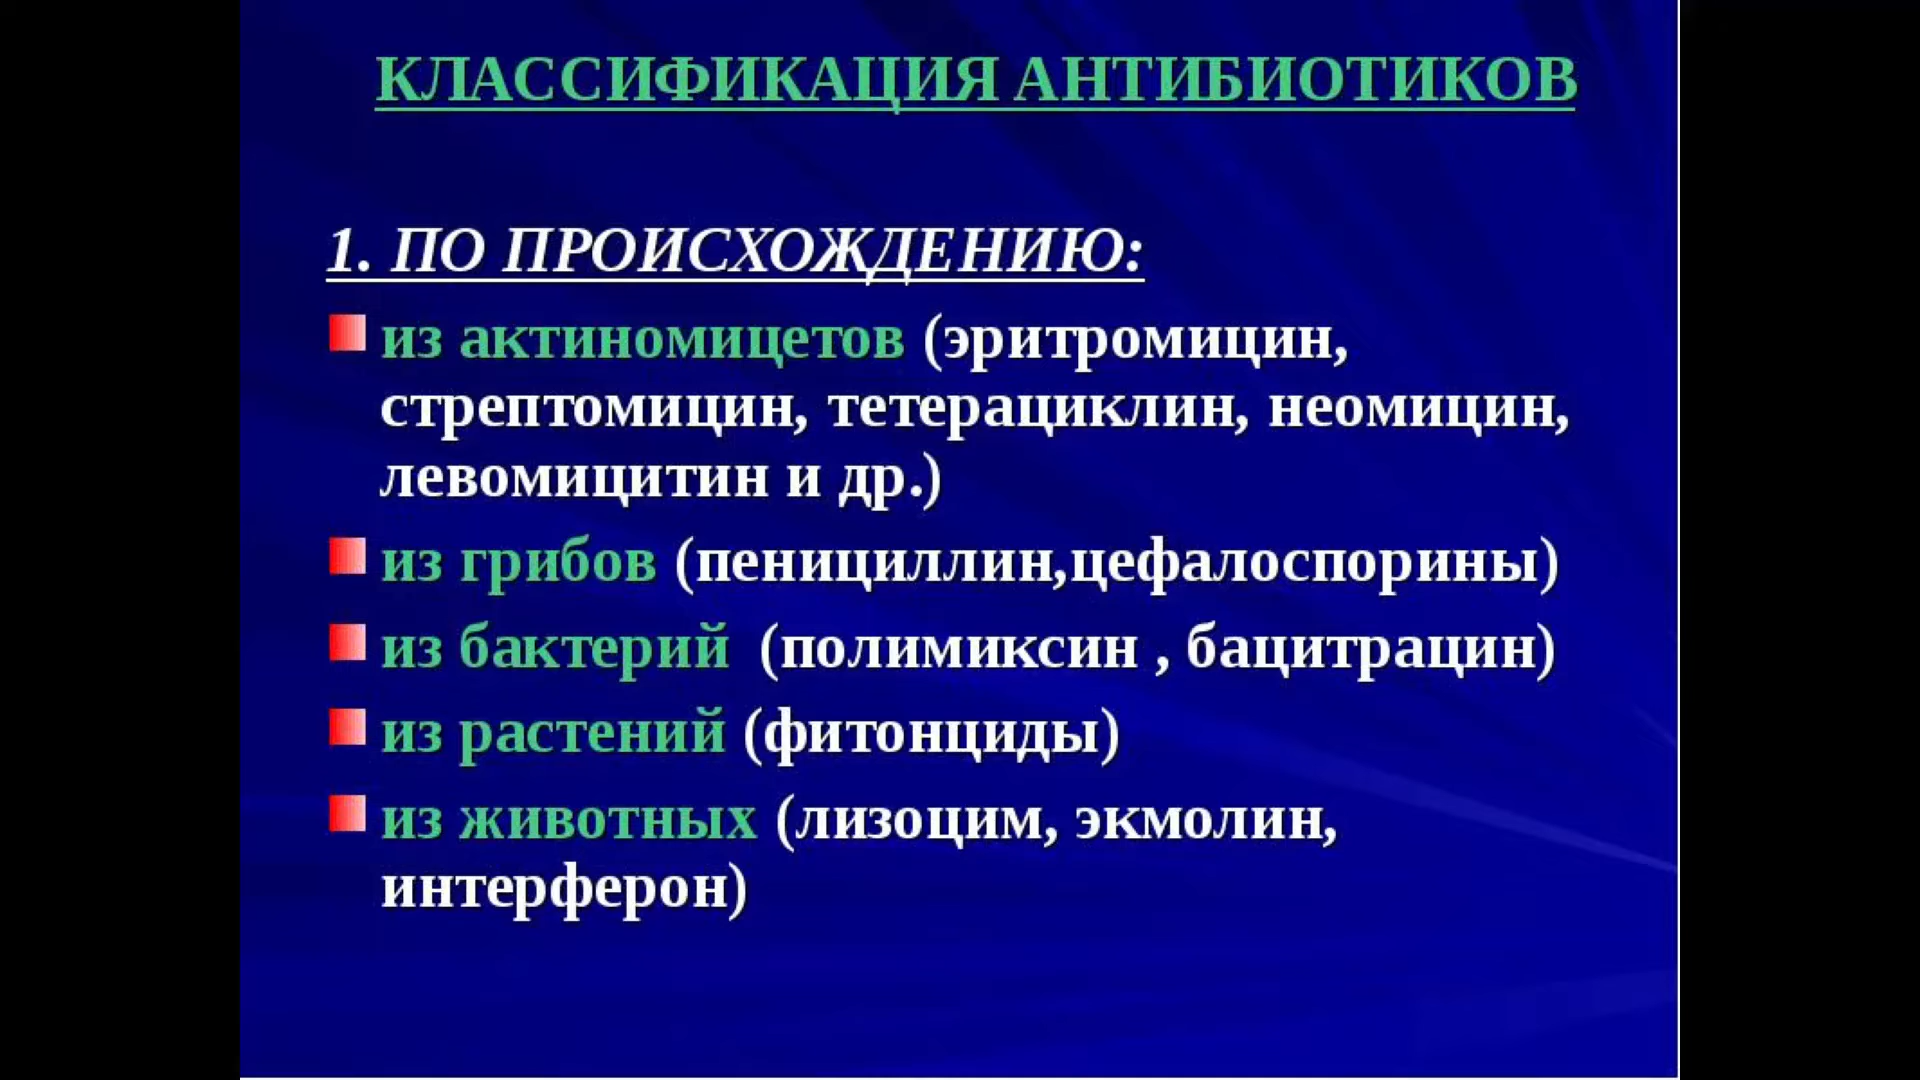 КЛАССИФИКАЦИЯ АНТИБИОТИКОВ
1. ПО ПРОИСХОЖДЕНИЮ:
из актиномицетов (эритромицин,
стрептомицин, тетерациклин, неомицин,
левомицитин и др.)
из грибов (пенициллин,цефалоспорины)
из бактерий (полимиксин , бацитрацин)
из растений (фитонциды)
из животных (лизоцим, экмолин,
интерферон)